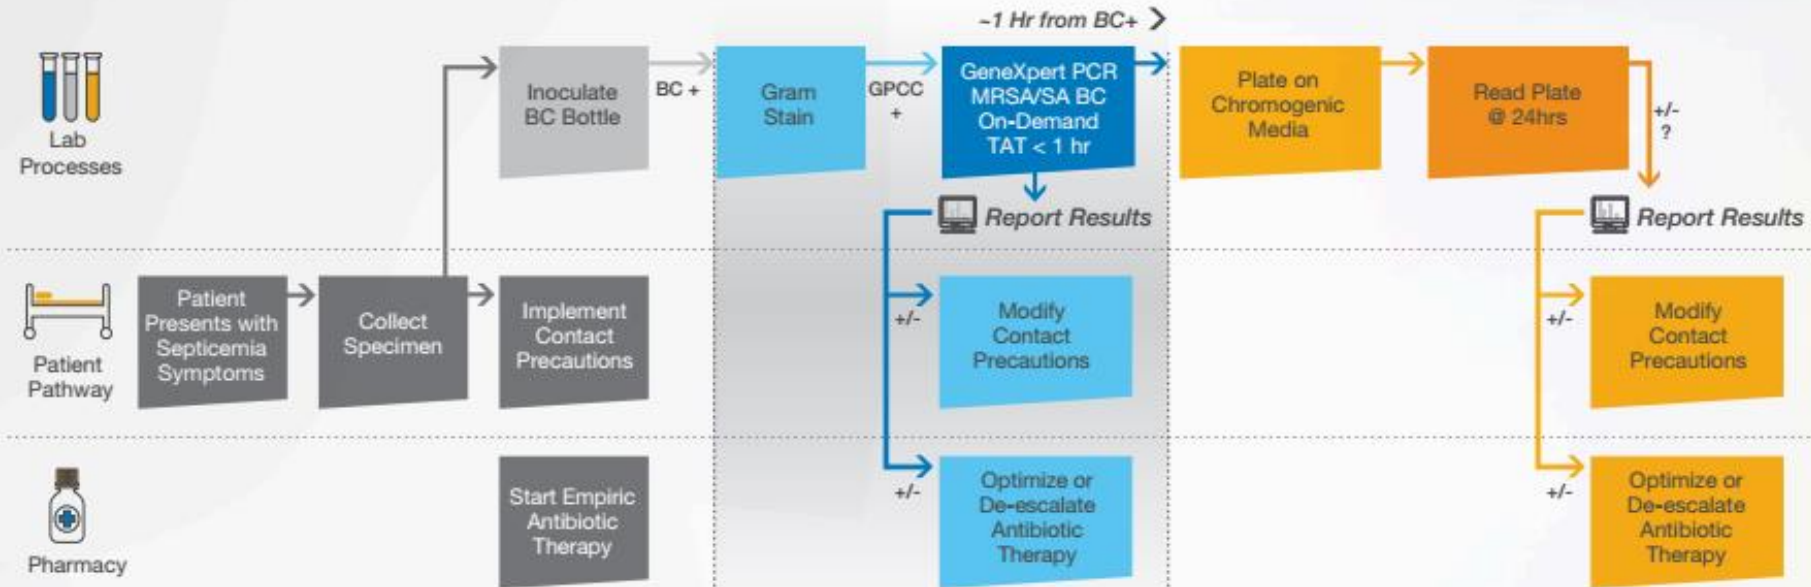 ~1 Hr from BC+ >
Lab
Processes
Inoculate
BC Bottle
BC +
Gram
Stain
GPCC
+
GeneXpert PCR
MRSA/SA BC
On-Demand
TAT < 1 hr
Plate on
Chromogenic
Media
Read Plate
@ 24hrs
+/-
?
Report Results
Report Results
Patient
Pathway
Patient
Presents with
Septicemia
Symptoms
Collect
Specimen
Implement
Contact
Precautions
+/-
Modify
Contact
Precautions
+/-
Modify
Contact
Precautions
Pharmacy
Start Empiric
Antibiotic
Therapy
+/-
Optimize or
De-escalate
Antibiotic
Therapy
+/-
Optimize or
De-escalate
Antibiotic
Therapy